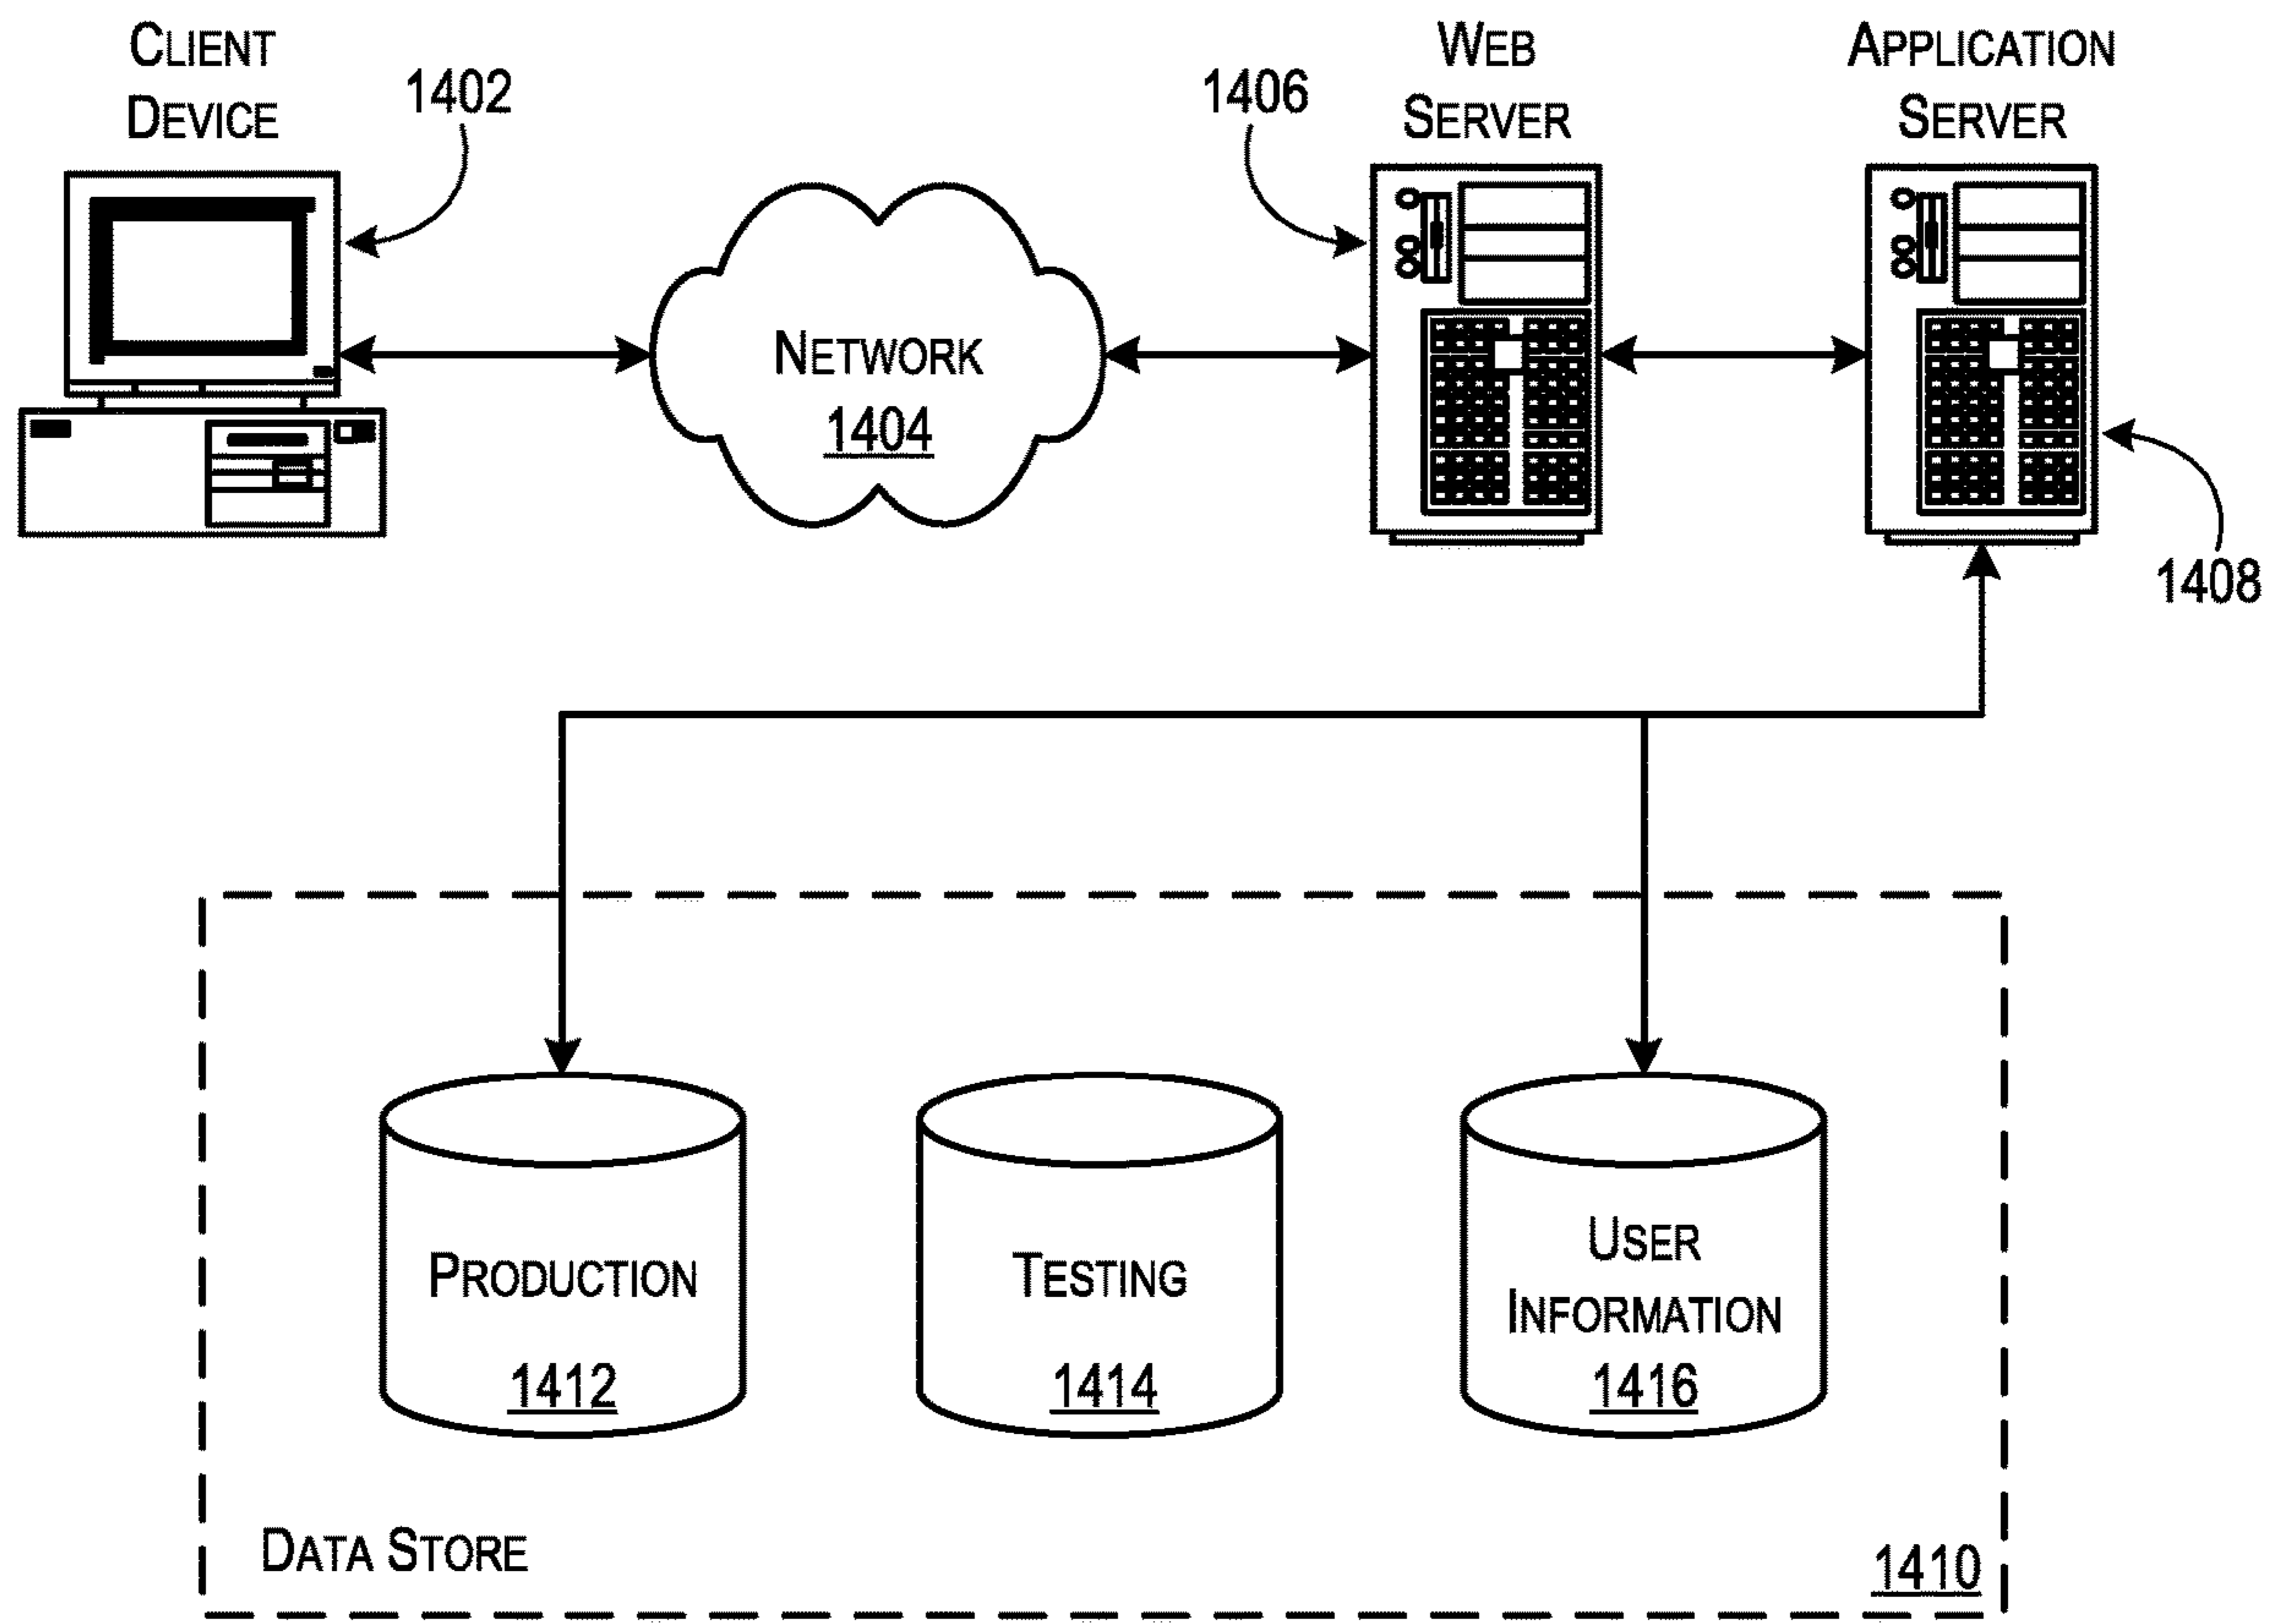 CLIENT
DEVICE
1402
1406
WEB
SERVER
APPLICATION
SERVER
NETWORK
1404
1408
PRODUCTION
1412
TESTING
1414
USER
INFORMATION
1416
DATA STORE
1410